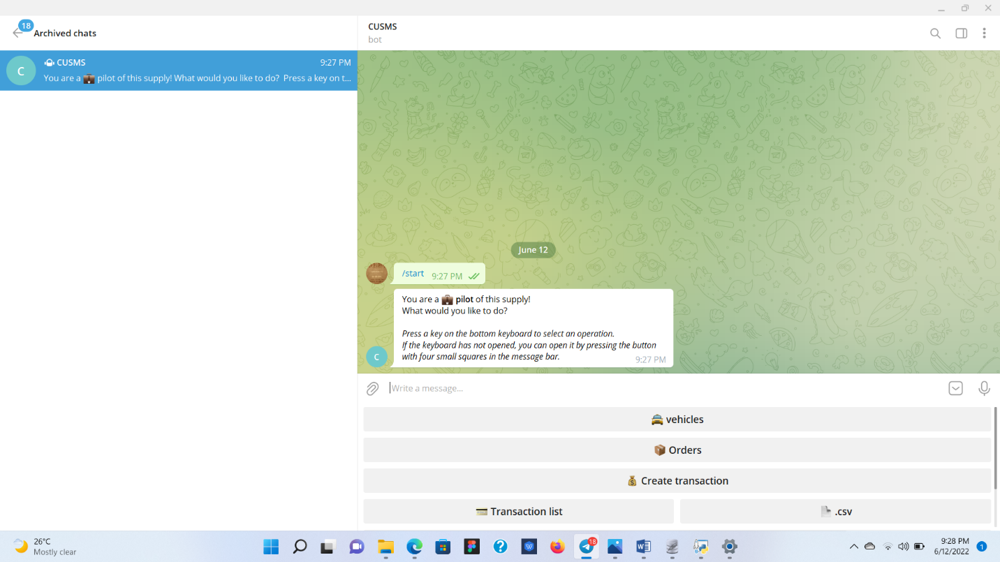 18
Archived chats
CUSMS
bot
C
CUSMS
9:27 PM
You are a 💼 pilot of this supply! What would you like to do? Press a key on t...
June 12
/start
9:27 PM
You are a 💼 pilot of this supply!
What would you like to do?
Press a key on the bottom keyboard to select an operation.
If the keyboard has not opened, you can open it by pressing the button
with four small squares in the message bar.
9:27 PM
C
Write a message...
🚖 vehicles
📦 Orders
💰 Create transaction
💳 Transaction list
📄 .csv
26°C
Mostly clear
18
9:28 PM
6/12/2022
1